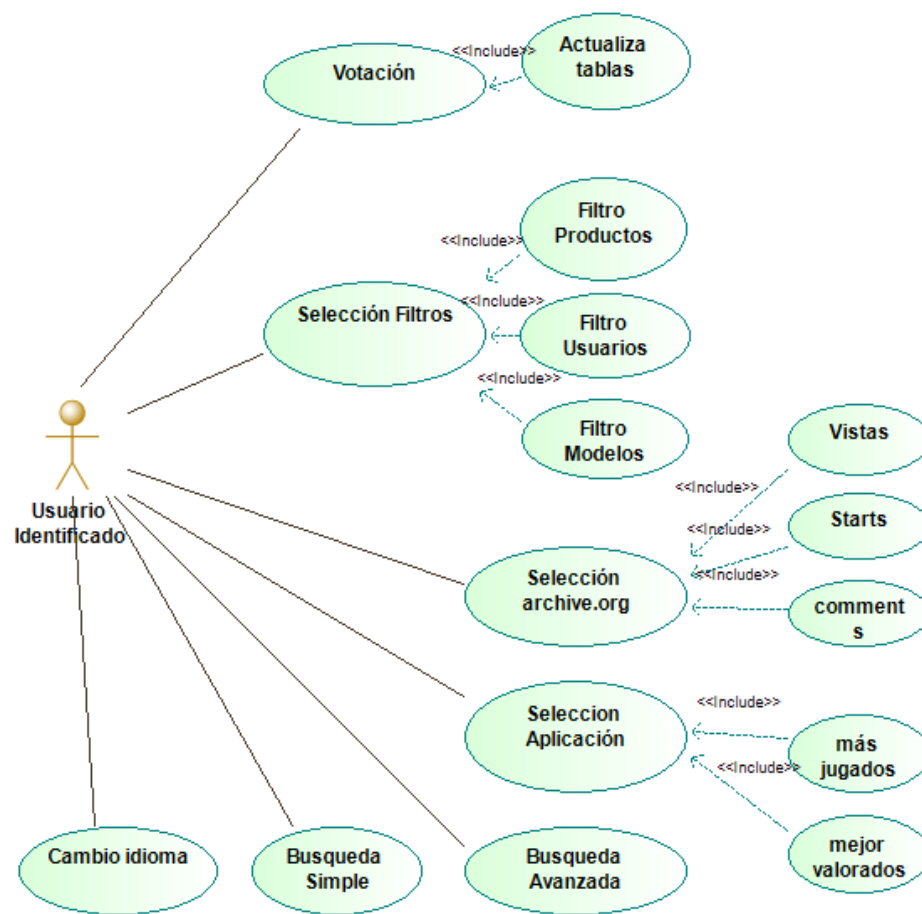 Votación
<<Include>>
Actualiza
tablas
Filtro
Productos
<<Include>>
Selección Filtros
<<Include>>
Filtro
Usuarios
<<Include>>
Filtro
Modelos
Usuario
Identificado
Vistas
<<Include>>
Starts
<<Include>>
Selección
archive.org
<<Include>>
comment
s
Seleccion
Aplicación
<<Include>>
más
jugados
<<Include>>
mejor
valorados
Cambio idioma
Busqueda
Simple
Busqueda
Avanzada